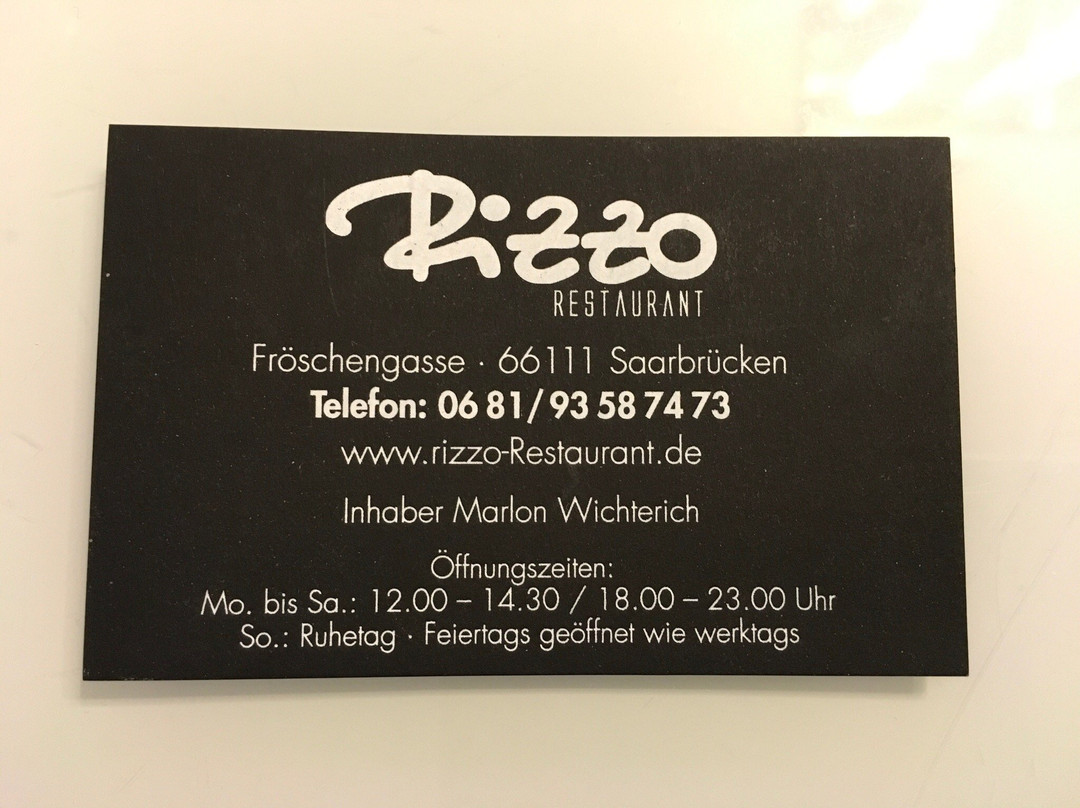 Rizzo
RESTAURANT
Fröschengasse · 66111 Saarbrücken
Telefon: 06 81/93 58 74 73
www.rizzo-Restaurant.de
Inhaber Marlon Wichterich
Öffnungszeiten:
Mo. bis Sa.: 12.00 – 14.30 / 18.00 – 23.00 Uhr
So.: Ruhetag · Feiertags geöffnet wie werktags